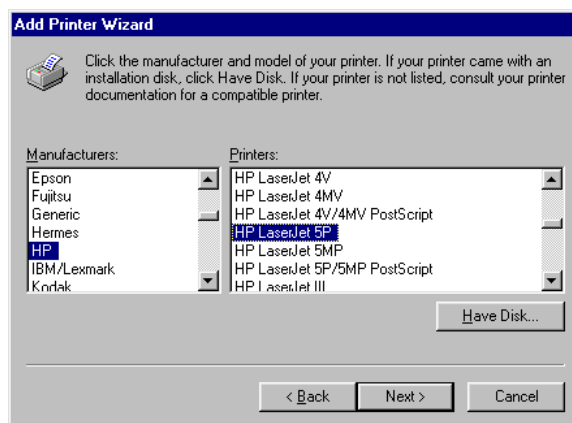 Add Printer Wizard
Click the manufacturer and model of your printer. If your printer came with an
installation disk, click Have Disk. If your printer is not listed, consult your printer
documentation for a compatible printer.
Manufacturers:
Epson
Fujitsu
Generic
Hermes
HP
IBM/Lexmark
Kodak
Printers:
HP LaserJet 4V
HP LaserJet 4MV
HP LaserJet 4V/4MV PostScript
HP LaserJet 5P
HP LaserJet 5MP
HP LaserJet 5P/5MP PostScript
HP LaserJet III
Have Disk...
< Back
Next >
Cancel